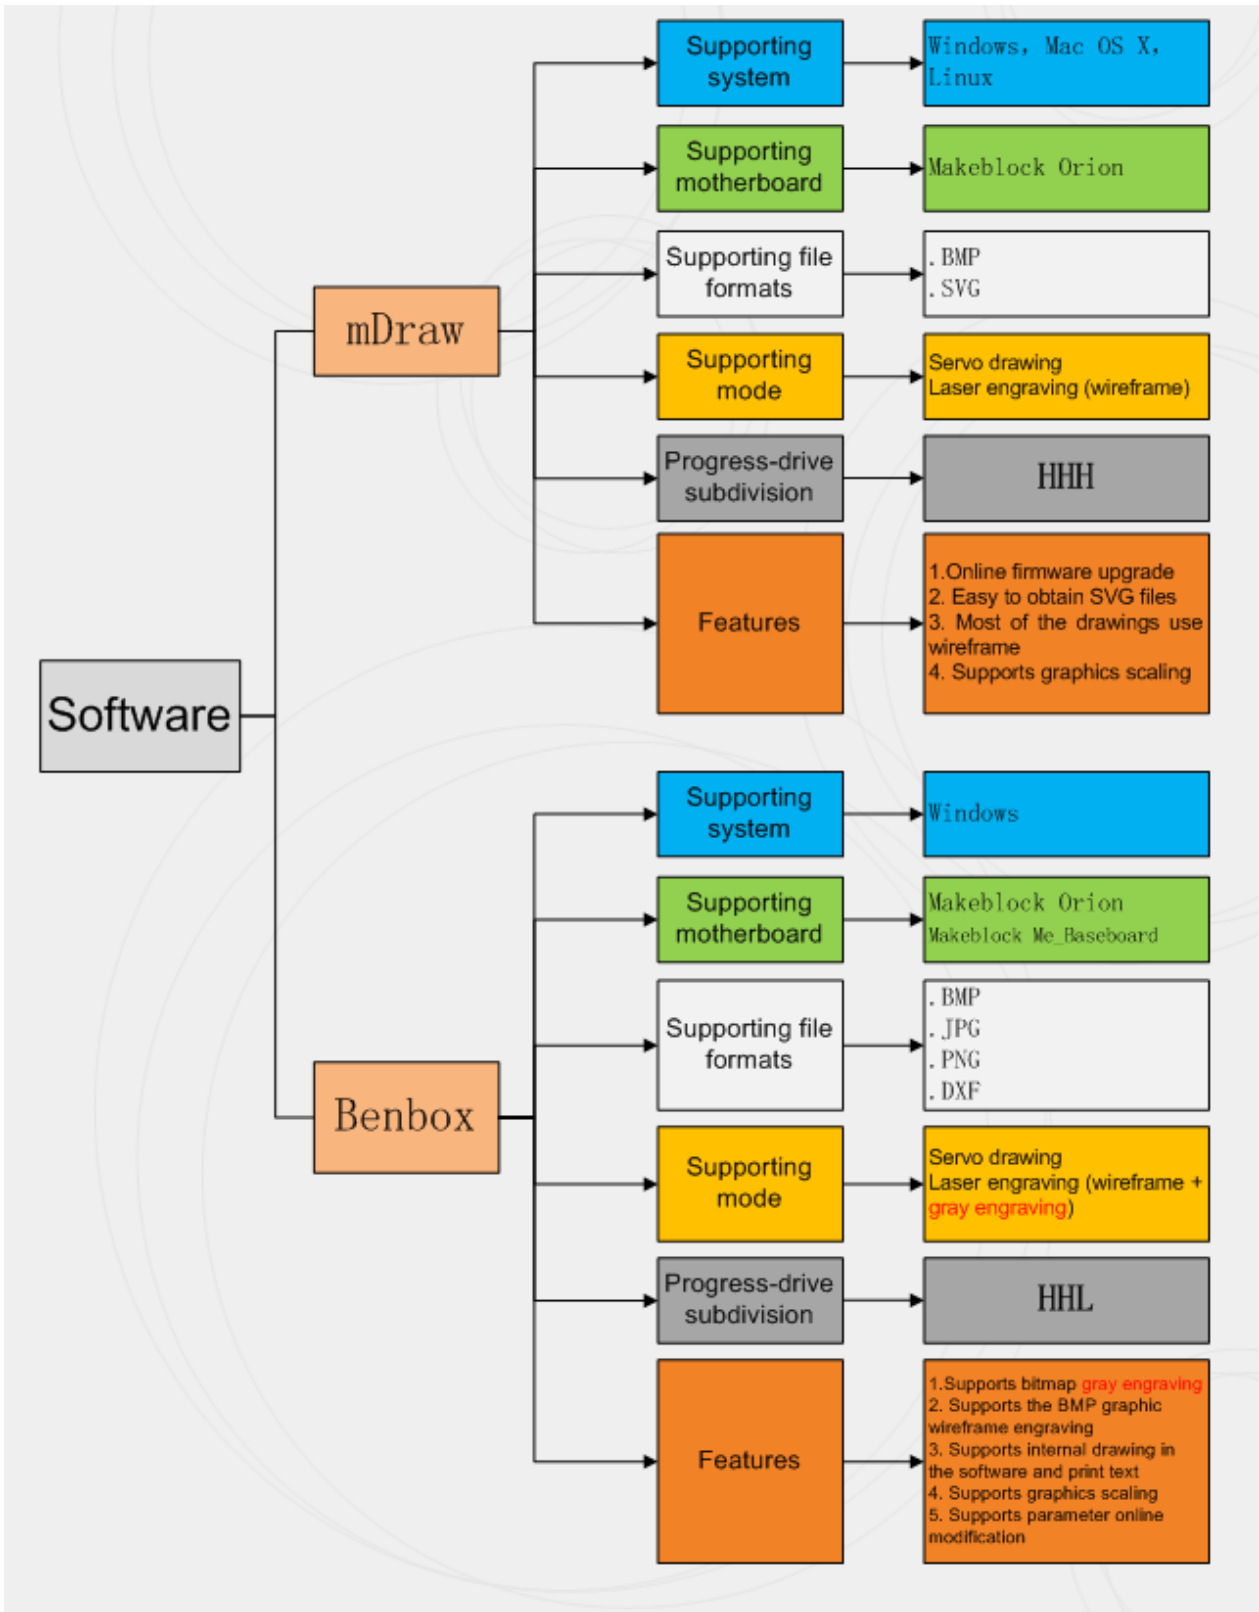 Software
mDraw
Supporting
system
Windows, Mac OS X,
Linux
Supporting
motherboard
Makeblock Orion
Supporting file
formats
.BMP
.SVG
Supporting
mode
Servo drawing
Laser engraving (wireframe)
Progress-drive
subdivision
HHH
Features
1.Online firmware upgrade
2. Easy to obtain SVG files
3. Most of the drawings use
wireframe
4. Supports graphics scaling
Benbox
Supporting
system
Windows
Supporting
motherboard
Makeblock Orion
Makeblock Me_Baseboard
Supporting file
formats
.BMP
.JPG
.PNG
.DXF
Supporting
mode
Servo drawing
Laser engraving (wireframe +
gray engraving)
Progress-drive
subdivision
HHL
Features
1.Supports bitmap gray engraving
2. Supports the BMP graphic
wireframe engraving
3. Supports internal drawing in
the software and print text
4. Supports graphics scaling
5. Supports parameter online
modification